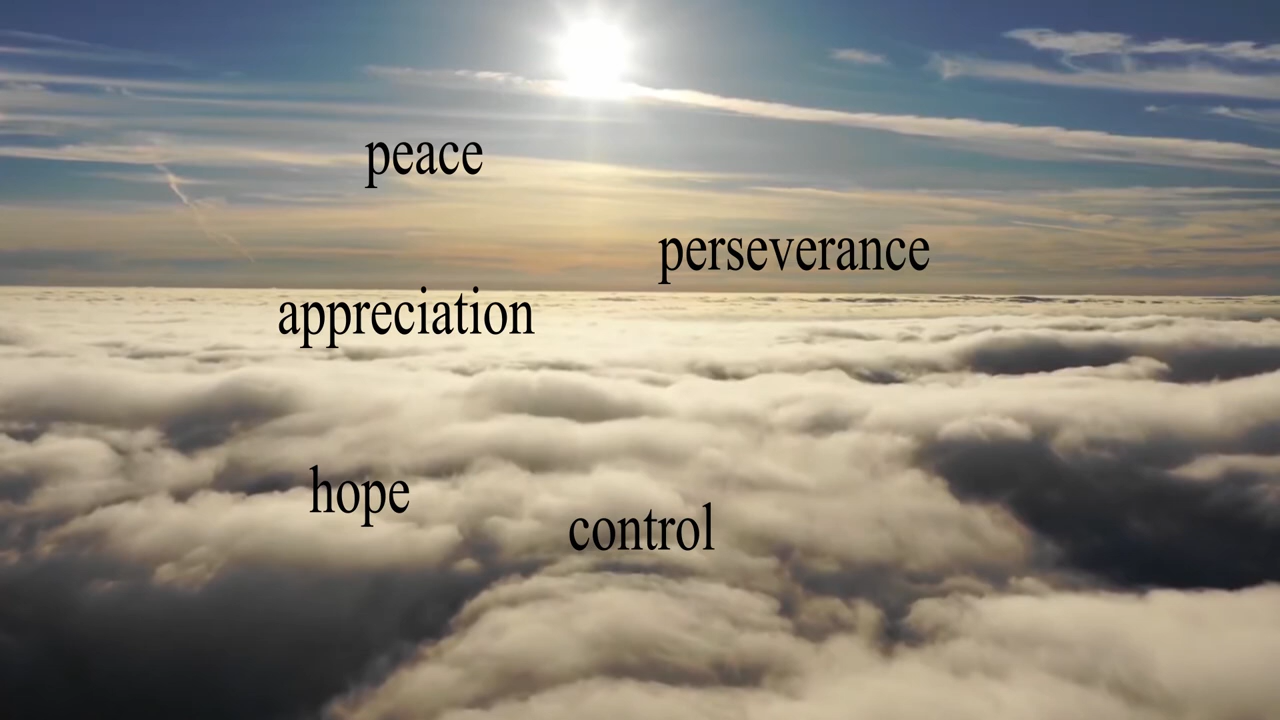 peace
perseverance
appreciation
hope
control